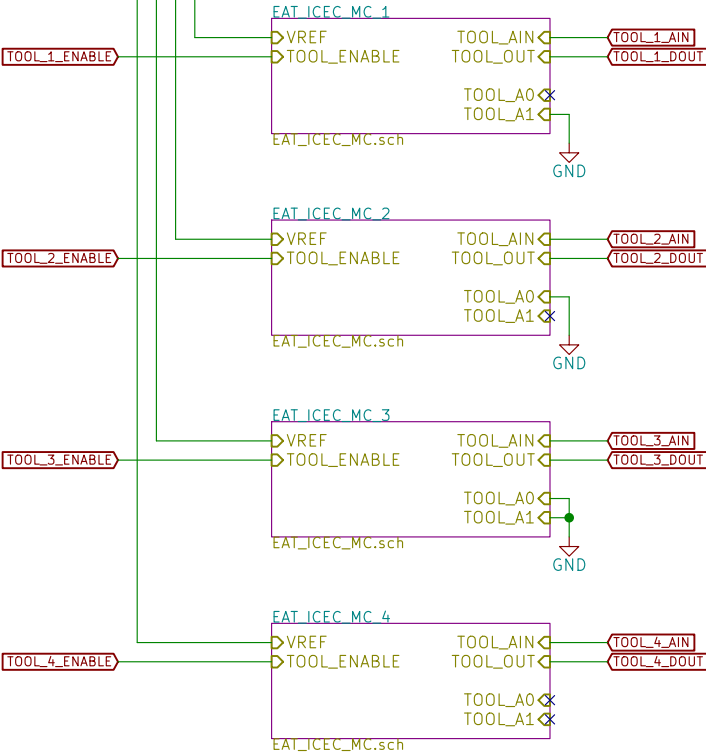 EAT_ICEC_MC_1
VREF TOOL_AIN TOOL_1_AIN
TOOL_1_ENABLE TOOL_ENABLE TOOL_OUT TOOL_1_DOUT
TOOL_A0
TOOL_A1
EAT_ICEC_MC.sch
GND
EAT_ICEC_MC_2
VREF TOOL_AIN TOOL_2_AIN
TOOL_2_ENABLE TOOL_ENABLE TOOL_OUT TOOL_2_DOUT
TOOL_A0
TOOL_A1
EAT_ICEC_MC.sch
GND
EAT_ICEC_MC_3
VREF TOOL_AIN TOOL_3_AIN
TOOL_3_ENABLE TOOL_ENABLE TOOL_OUT TOOL_3_DOUT
TOOL_A0
TOOL_A1
EAT_ICEC_MC.sch
GND
EAT_ICEC_MC_4
VREF TOOL_AIN TOOL_4_AIN
TOOL_4_ENABLE TOOL_ENABLE TOOL_OUT TOOL_4_DOUT
TOOL_A0
TOOL_A1
EAT_ICEC_MC.sch